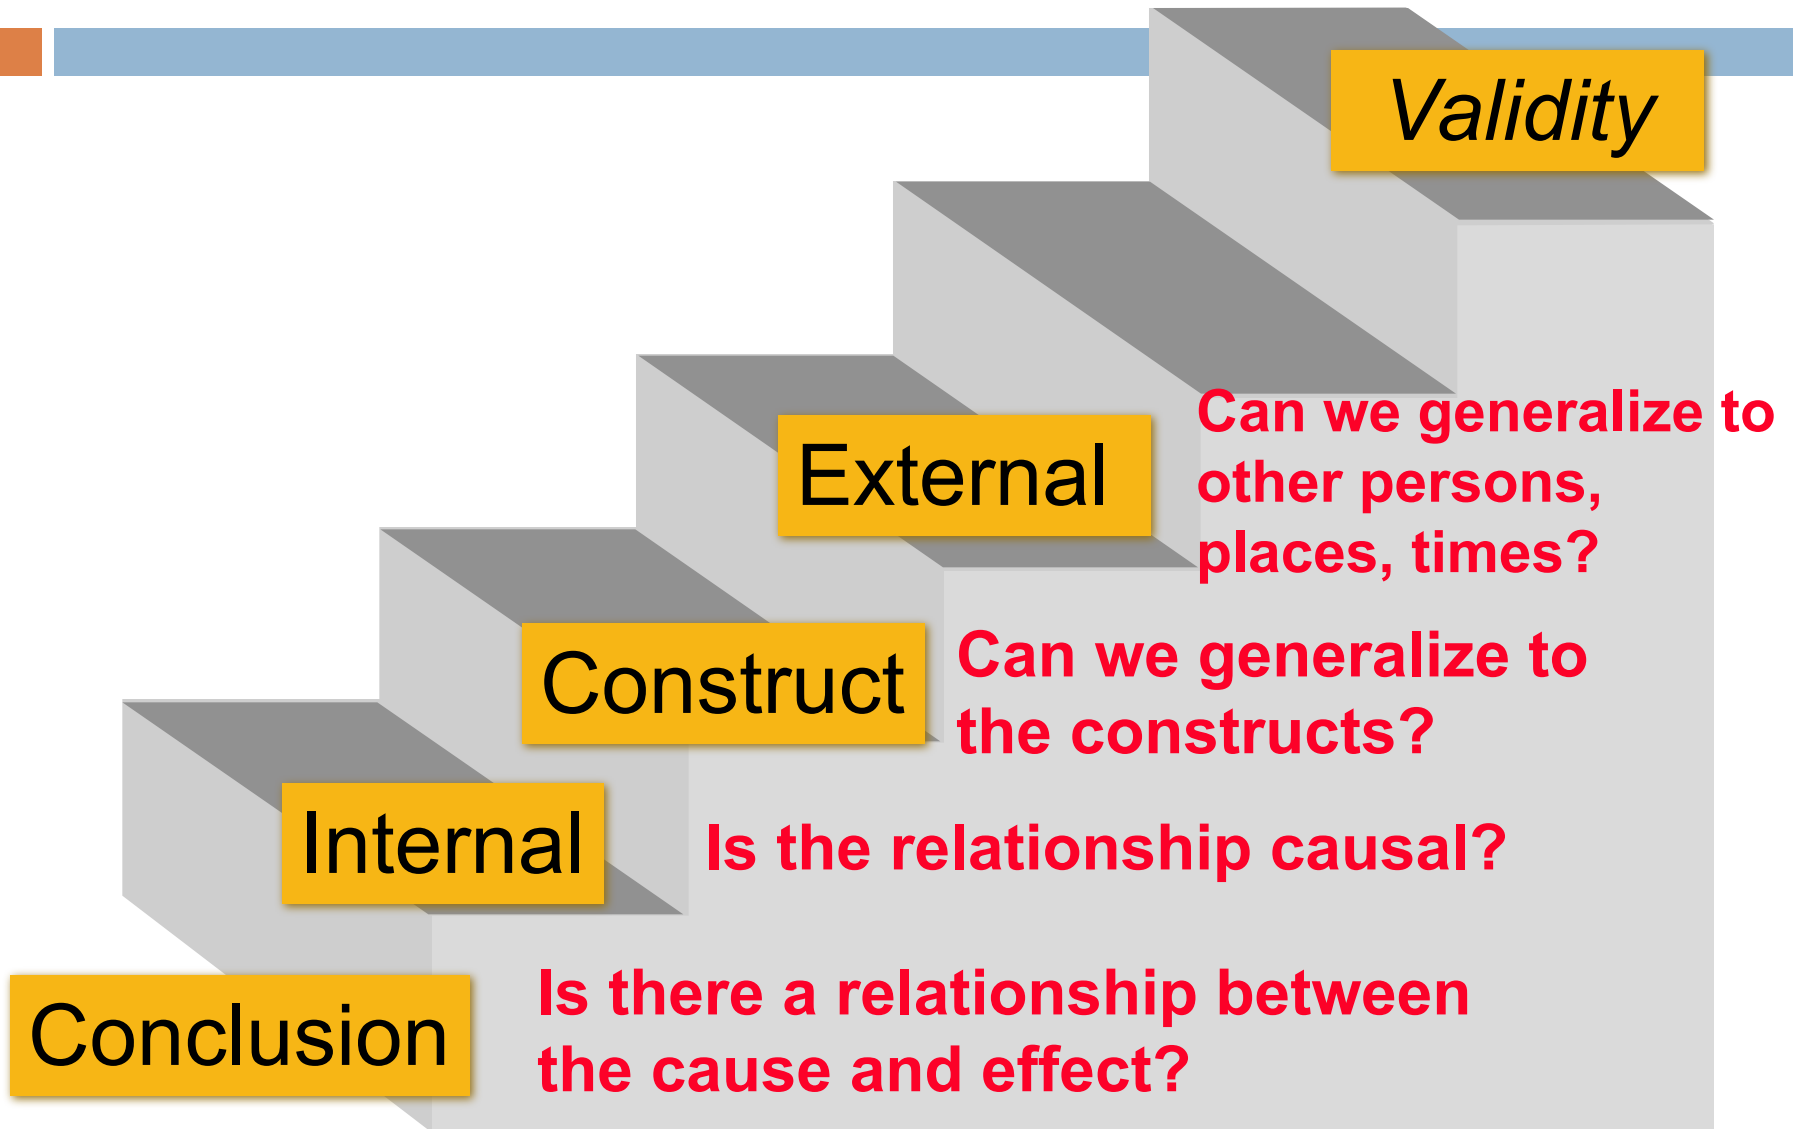 Validity
External
Can we generalize to
other persons,
places, times?
Construct
Can we generalize to
the constructs?
Internal
Is the relationship causal?
Conclusion
Is there a relationship between
the cause and effect?